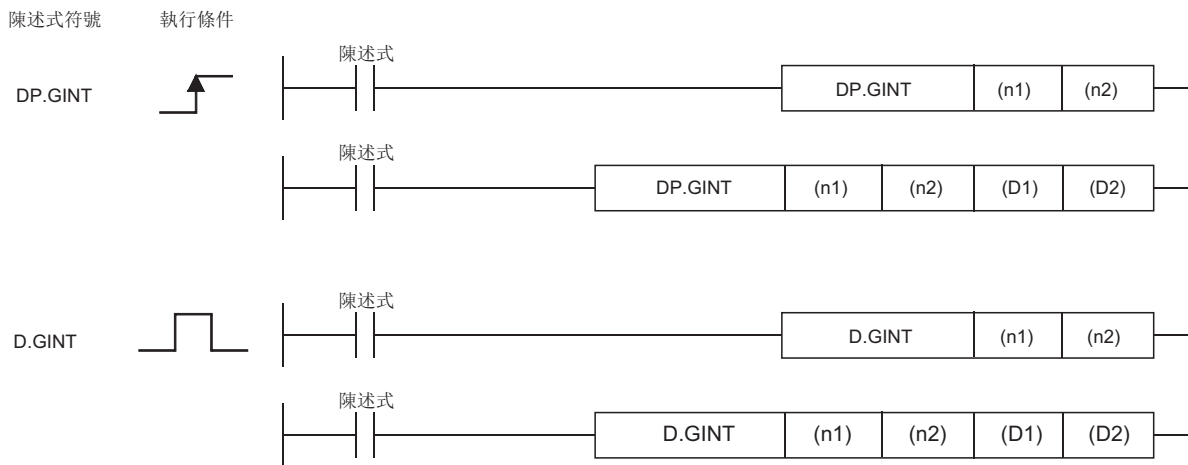 陳述式符號 執行條件
陳述式
DP.GINT DP.GINT (n1) (n2)
陳述式
DP.GINT (n1) (n2) (D1) (D2)
陳述式
D.GINT D.GINT (n1) (n2)
陳述式
D.GINT (n1) (n2) (D1) (D2)